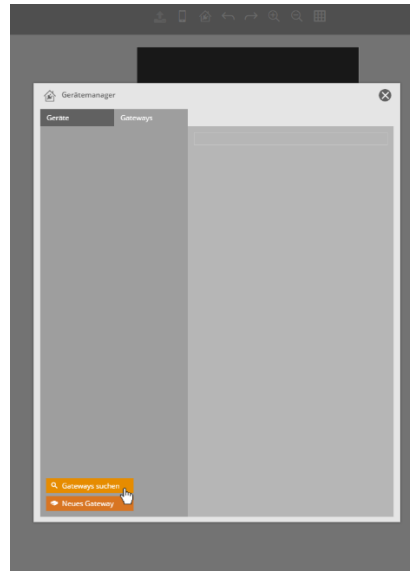 Gerätemanager
Geräte
Gateways
Gateways suchen
Neues Gateway